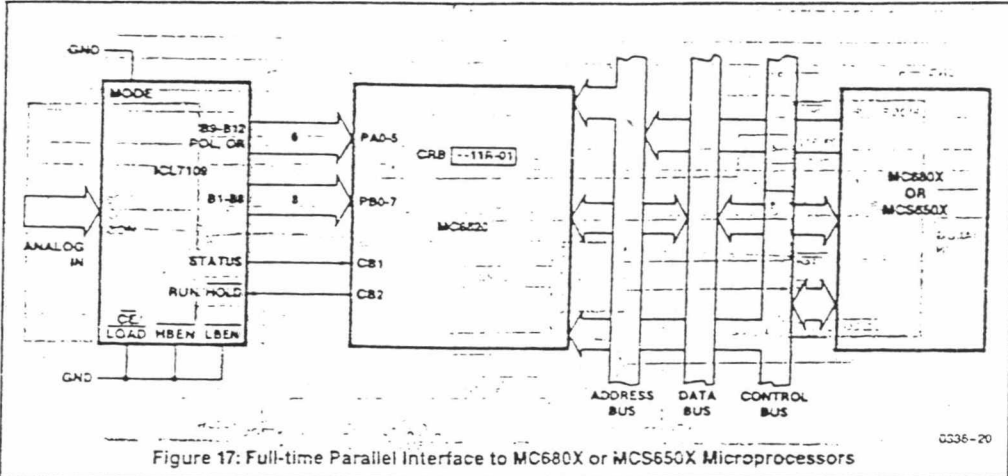 GND
MODE
B9-B12
POL, OR
6
PA0-5
CRB --11R-01
ICL7109
B1-B8
8
PB0-7
MC6820
MC680X
OR
MCS650X
ANALOG
IN
STATUS
CB1
RUN/HOLD
CB2
CE/
LOAD HBEN LBEN
GND
ADDRESS
BUS
DATA
BUS
CONTROL
BUS
0336-20
Figure 17: Full-time Parallel Interface to MC680X or MCS650X Microprocessors